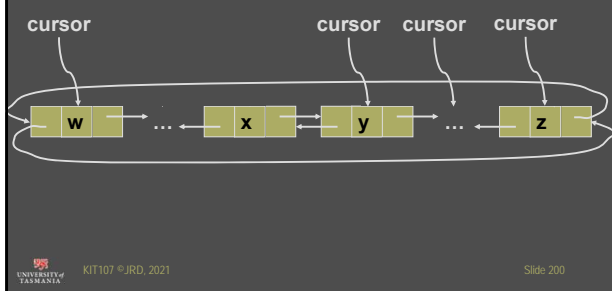 cursor cursor cursor cursor
w ... x y ... z
UNIVERSITY of
TASMANIA
KIT107 ©JRD, 2021 Slide 200